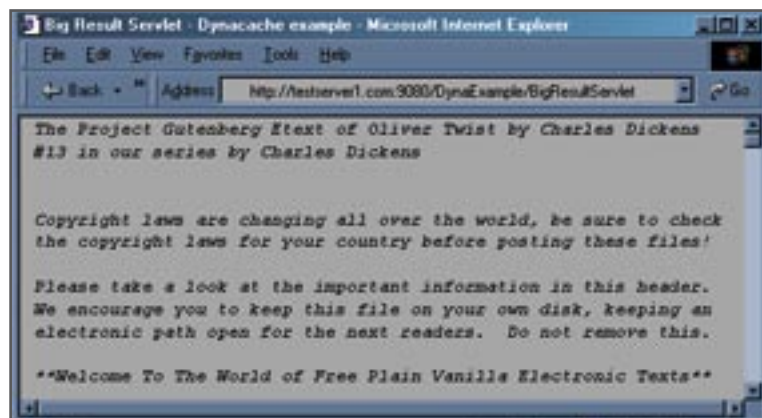 Big Result Servlet - Dynacache example - Microsoft Internet Explorer
File Edit View Favorites Tools Help
Back Address http://testserver1.com:9080/DynaExample/BigResultServlet Go
The Project Gutenberg Etext of Oliver Twist by Charles Dickens
#13 in our series by Charles Dickens
Copyright laws are changing all over the world, be sure to check
the copyright laws for your country before posting these files!
Please take a look at the important information in this header.
We encourage you to keep this file on your own disk, keeping an
electronic path open for the next readers. Do not remove this.
**Welcome To The World of Free Plain Vanilla Electronic Texts**